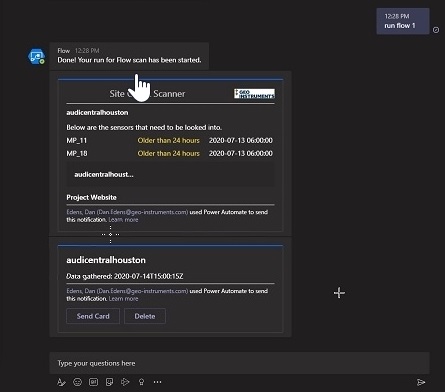 12:28 PM
run flow 1
Flow 12:28 PM
Done! Your run for Flow scan has been started.
Site Scanner
GEO
INSTRUMENTS
audicentralhouston
Below are the sensors that need to be looked into.
MP_11 Older than 24 hours 2020-07-13 06:00:00
MP_18 Older than 24 hours 2020-07-13 06:00:00
audicentralhoust...
Project Website
Edens, Dan (Dan.Edens@geo-instruments.com) used Power Automate to send
this notification. Learn more
audicentralhouston
Data gathered: 2020-07-14T15:00:15Z
Edens, Dan (Dan.Edens@geo-instruments.com) used Power Automate to send
this notification. Learn more
Send Card Delete
Type your questions here